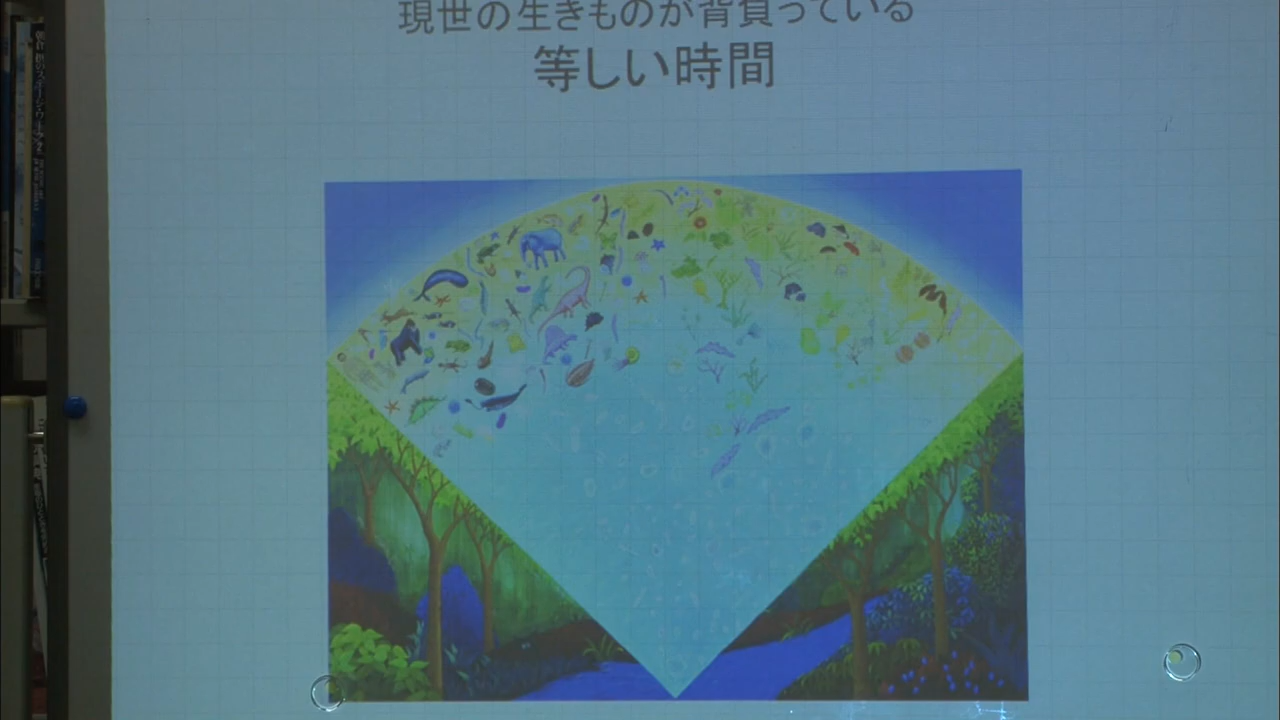 現世の生きものが背負っている
等しい時間